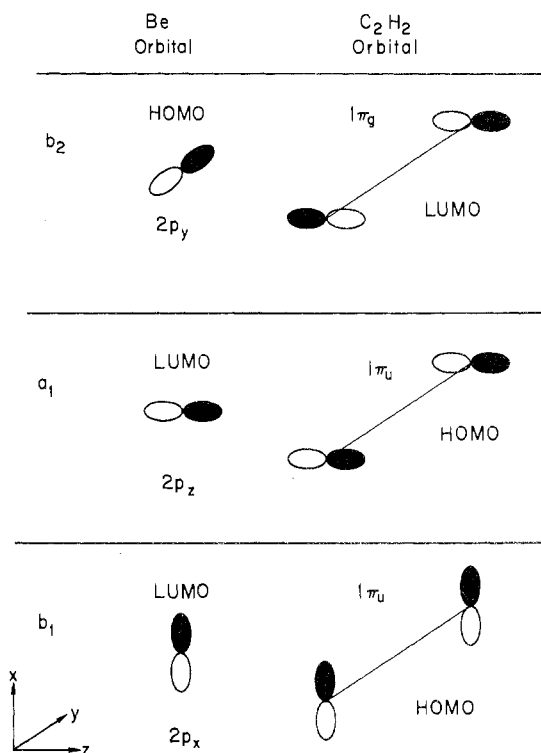 Be Orbital
C₂H₂ Orbital
HOMO
1πg
b₂
LUMO
2py
LUMO
1πu
a₁
HOMO
2pz
LUMO
1πu
b₁
HOMO
x
y
z
2px